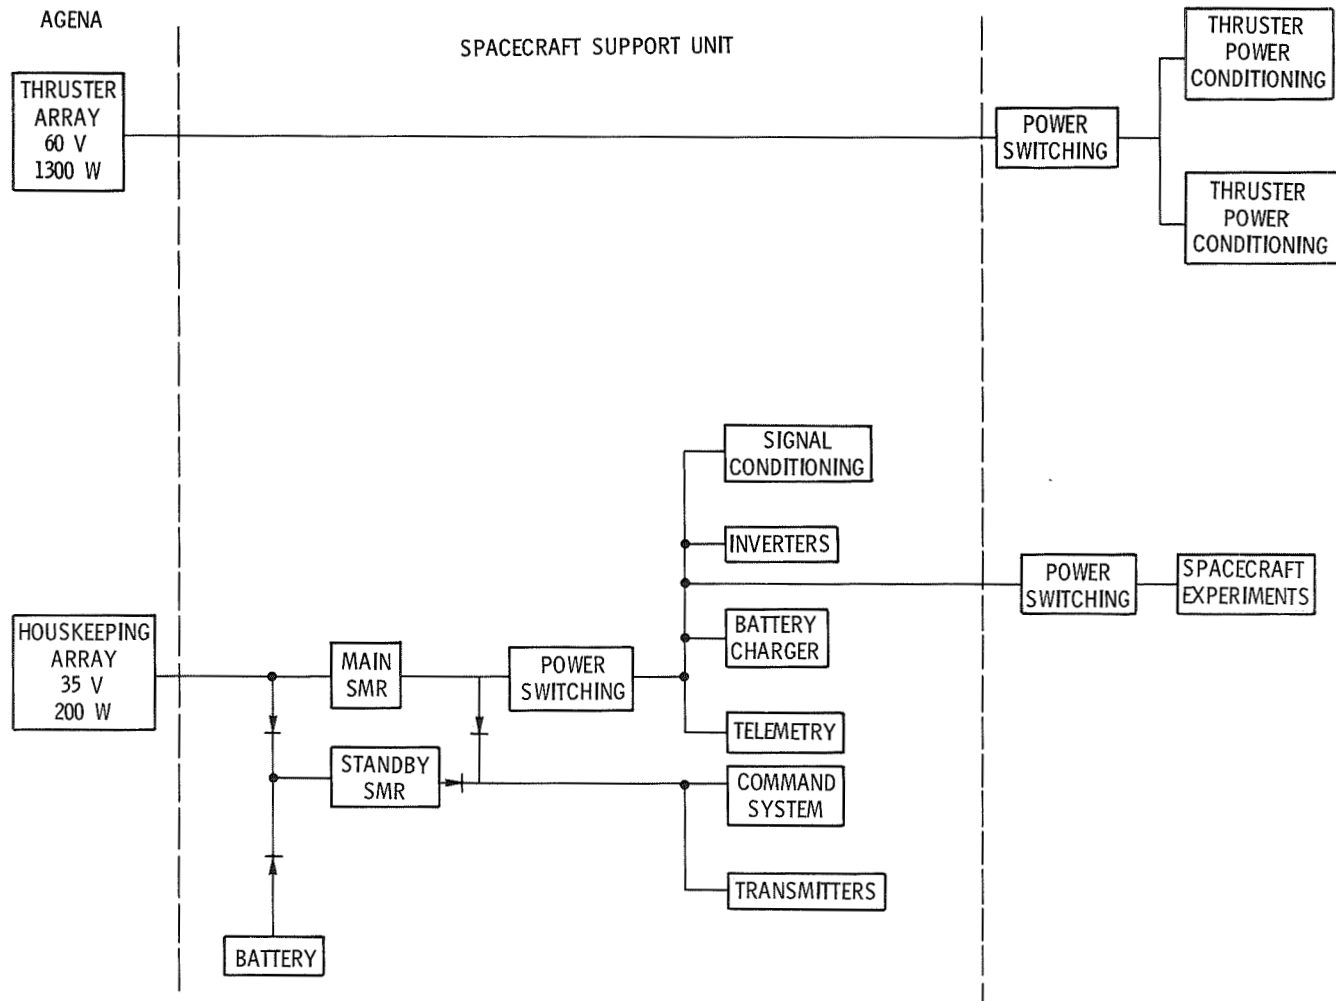 AGENA
SPACECRAFT SUPPORT UNIT
THRUSTER
ARRAY
60 V
1300 W
POWER
SWITCHING
THRUSTER
POWER
CONDITIONING
THRUSTER
POWER
CONDITIONING
SIGNAL
CONDITIONING
INVERTERS
POWER
SWITCHING
SPACECRAFT
EXPERIMENTS
HOUSKEEPING
ARRAY
35 V
200 W
MAIN
SMR
POWER
SWITCHING
BATTERY
CHARGER
TELEMETRY
STANDBY
SMR
COMMAND
SYSTEM
TRANSMITTERS
BATTERY